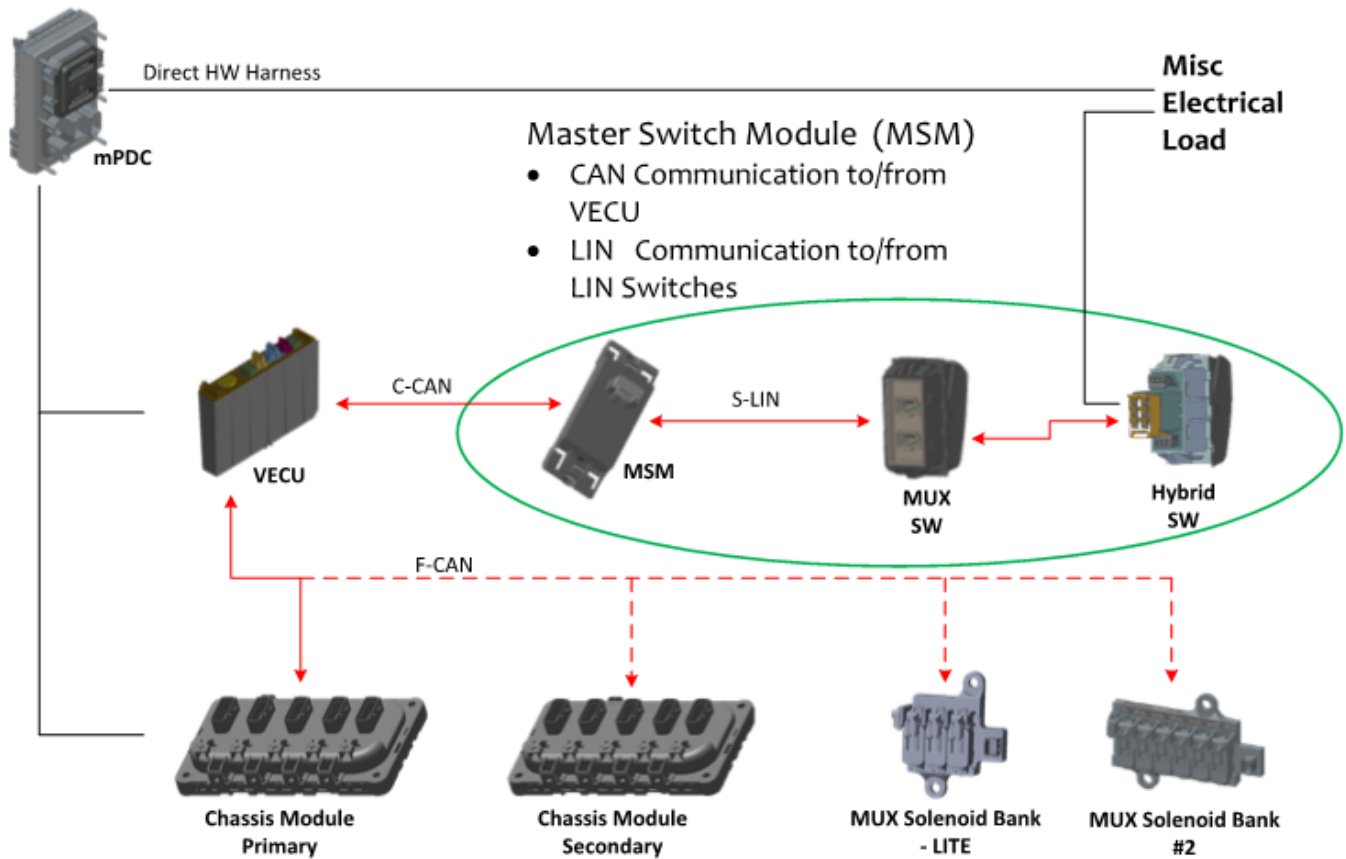 Direct HW Harness
mPDC
Misc
Electrical
Load
Master Switch Module (MSM)
• CAN Communication to/from
VECU
• LIN Communication to/from
LIN Switches
C-CAN
S-LIN
VECU
MSM
MUX
SW
Hybrid
SW
F-CAN
Chassis Module
Primary
Chassis Module
Secondary
MUX Solenoid Bank
- LITE
MUX Solenoid Bank
#2